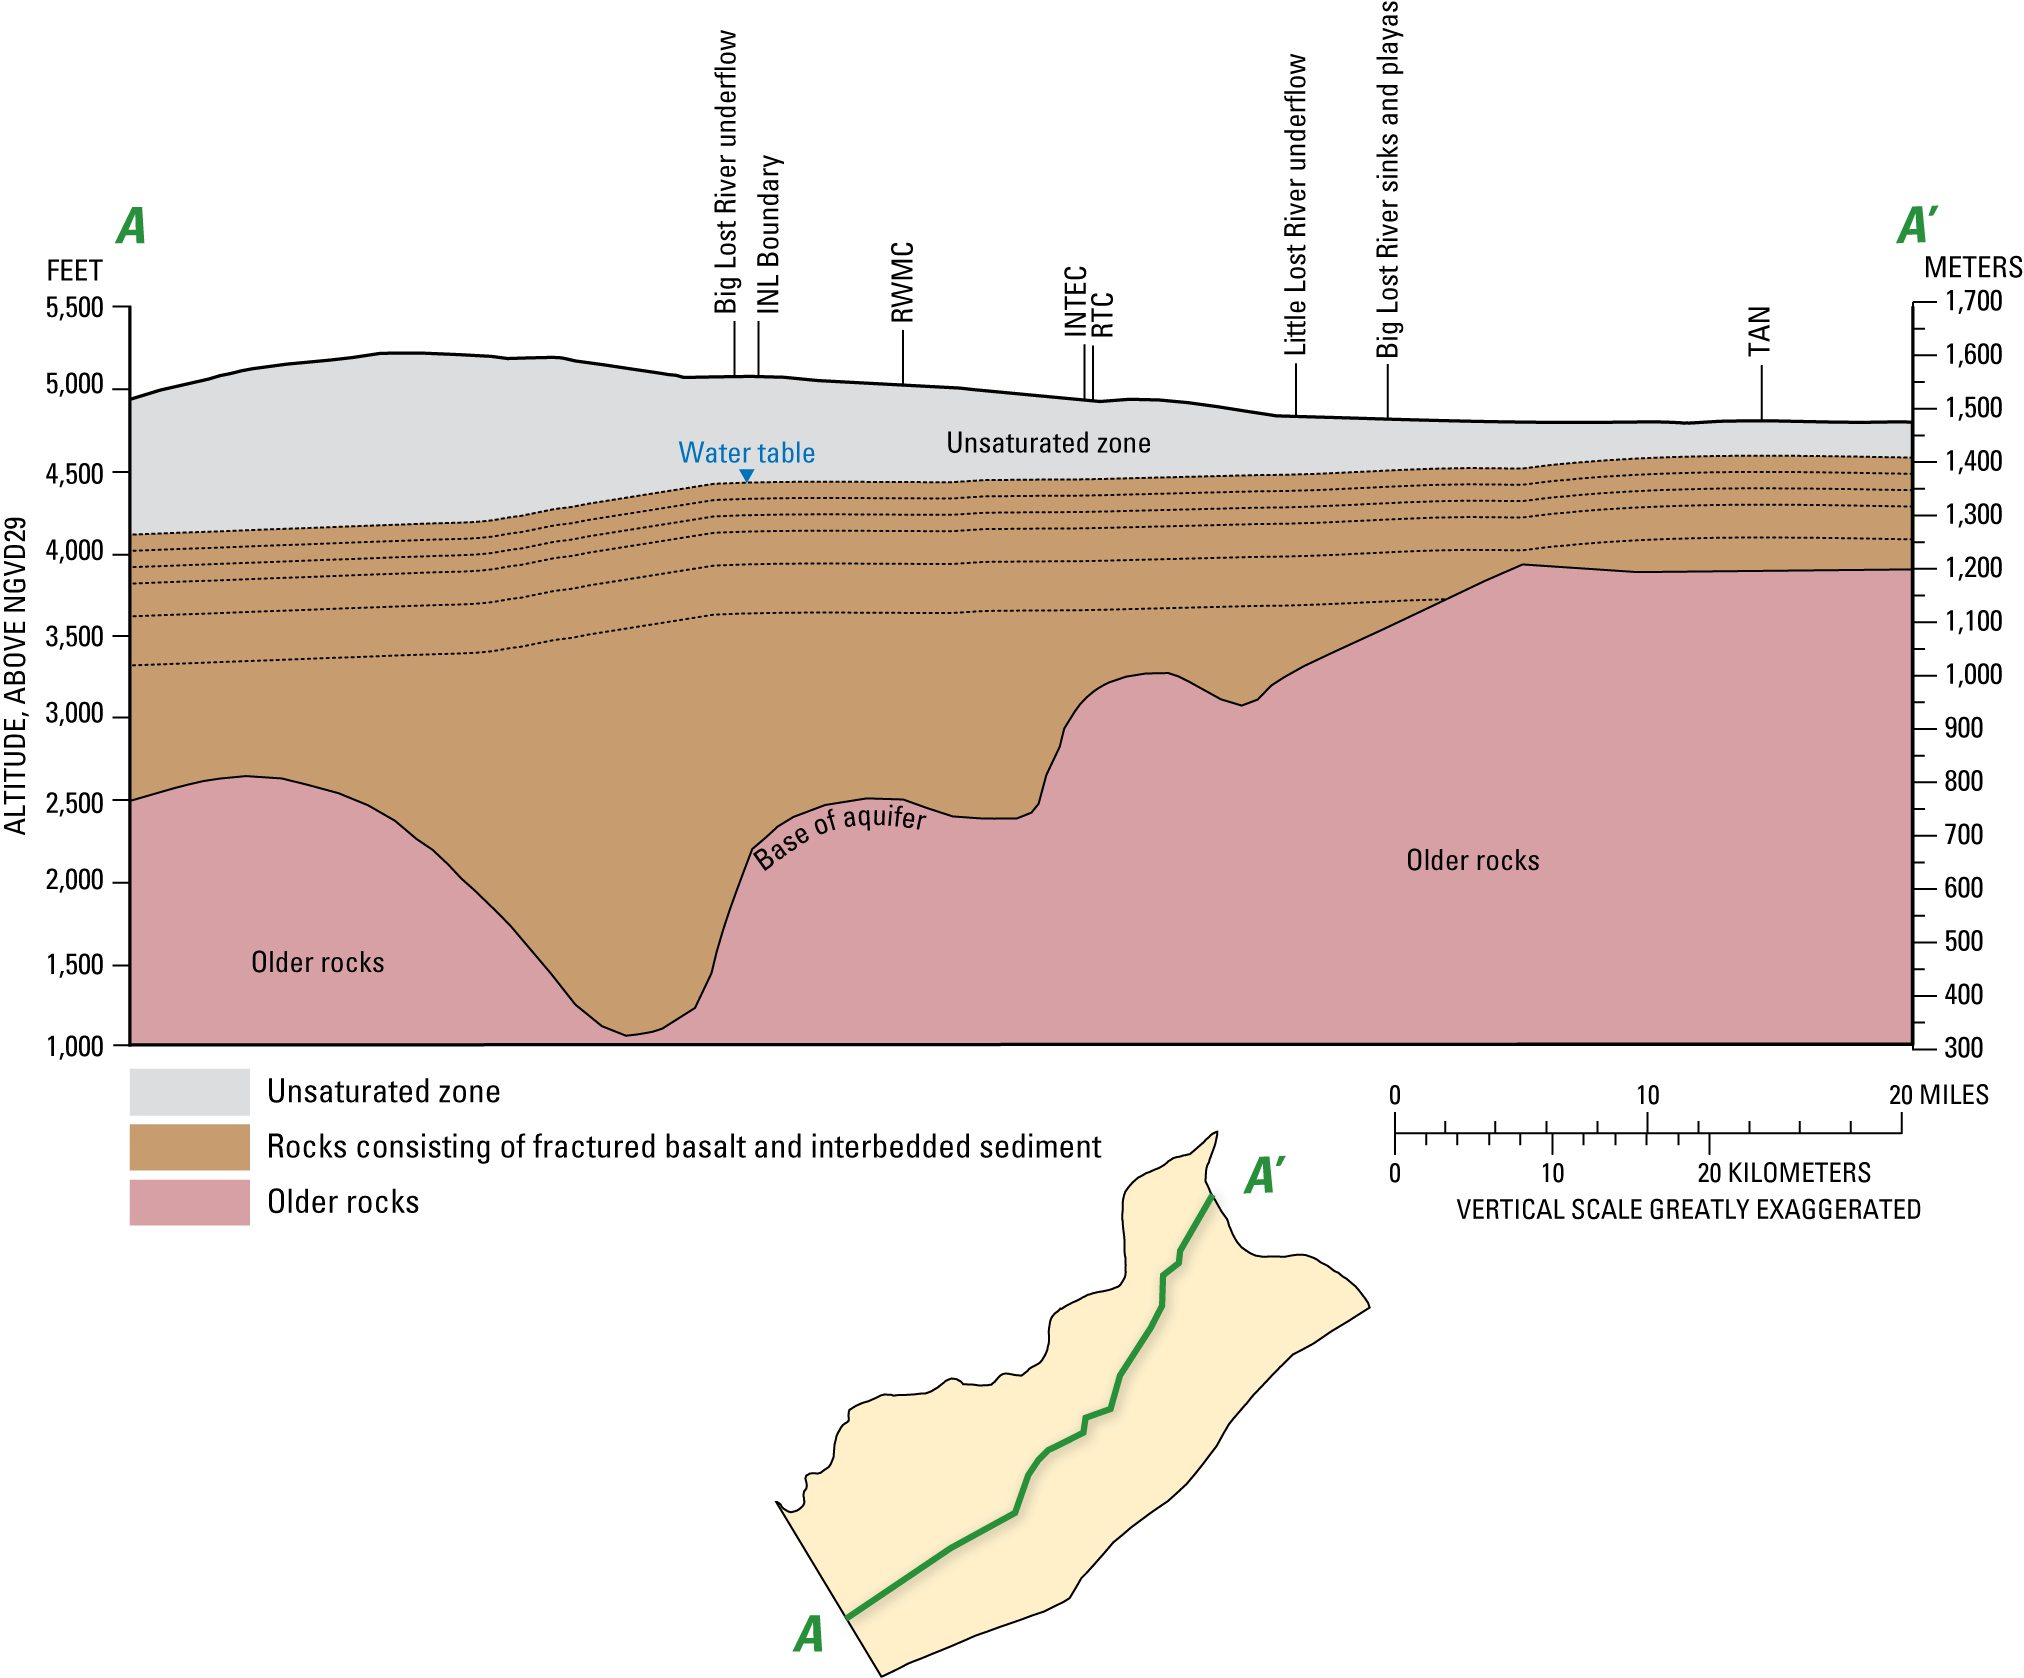 Big Lost River underflow
INL Boundary
RWMC
INTEC
RTC
Little Lost River underflow
Big Lost River sinks and playas
TAN
A
A′
FEET
METERS
5,500
5,000
4,500
4,000
3,500
3,000
2,500
2,000
1,500
1,000
ALTITUDE, ABOVE NGVD29
1,700
1,600
1,500
1,400
1,300
1,200
1,100
1,000
900
800
700
600
500
400
300
Unsaturated zone
Water table
Base of aquifer
Older rocks
Older rocks
Unsaturated zone
Rocks consisting of fractured basalt and interbedded sediment
Older rocks
0 10 20 MILES
0 10 20 KILOMETERS
VERTICAL SCALE GREATLY EXAGGERATED
A′
A